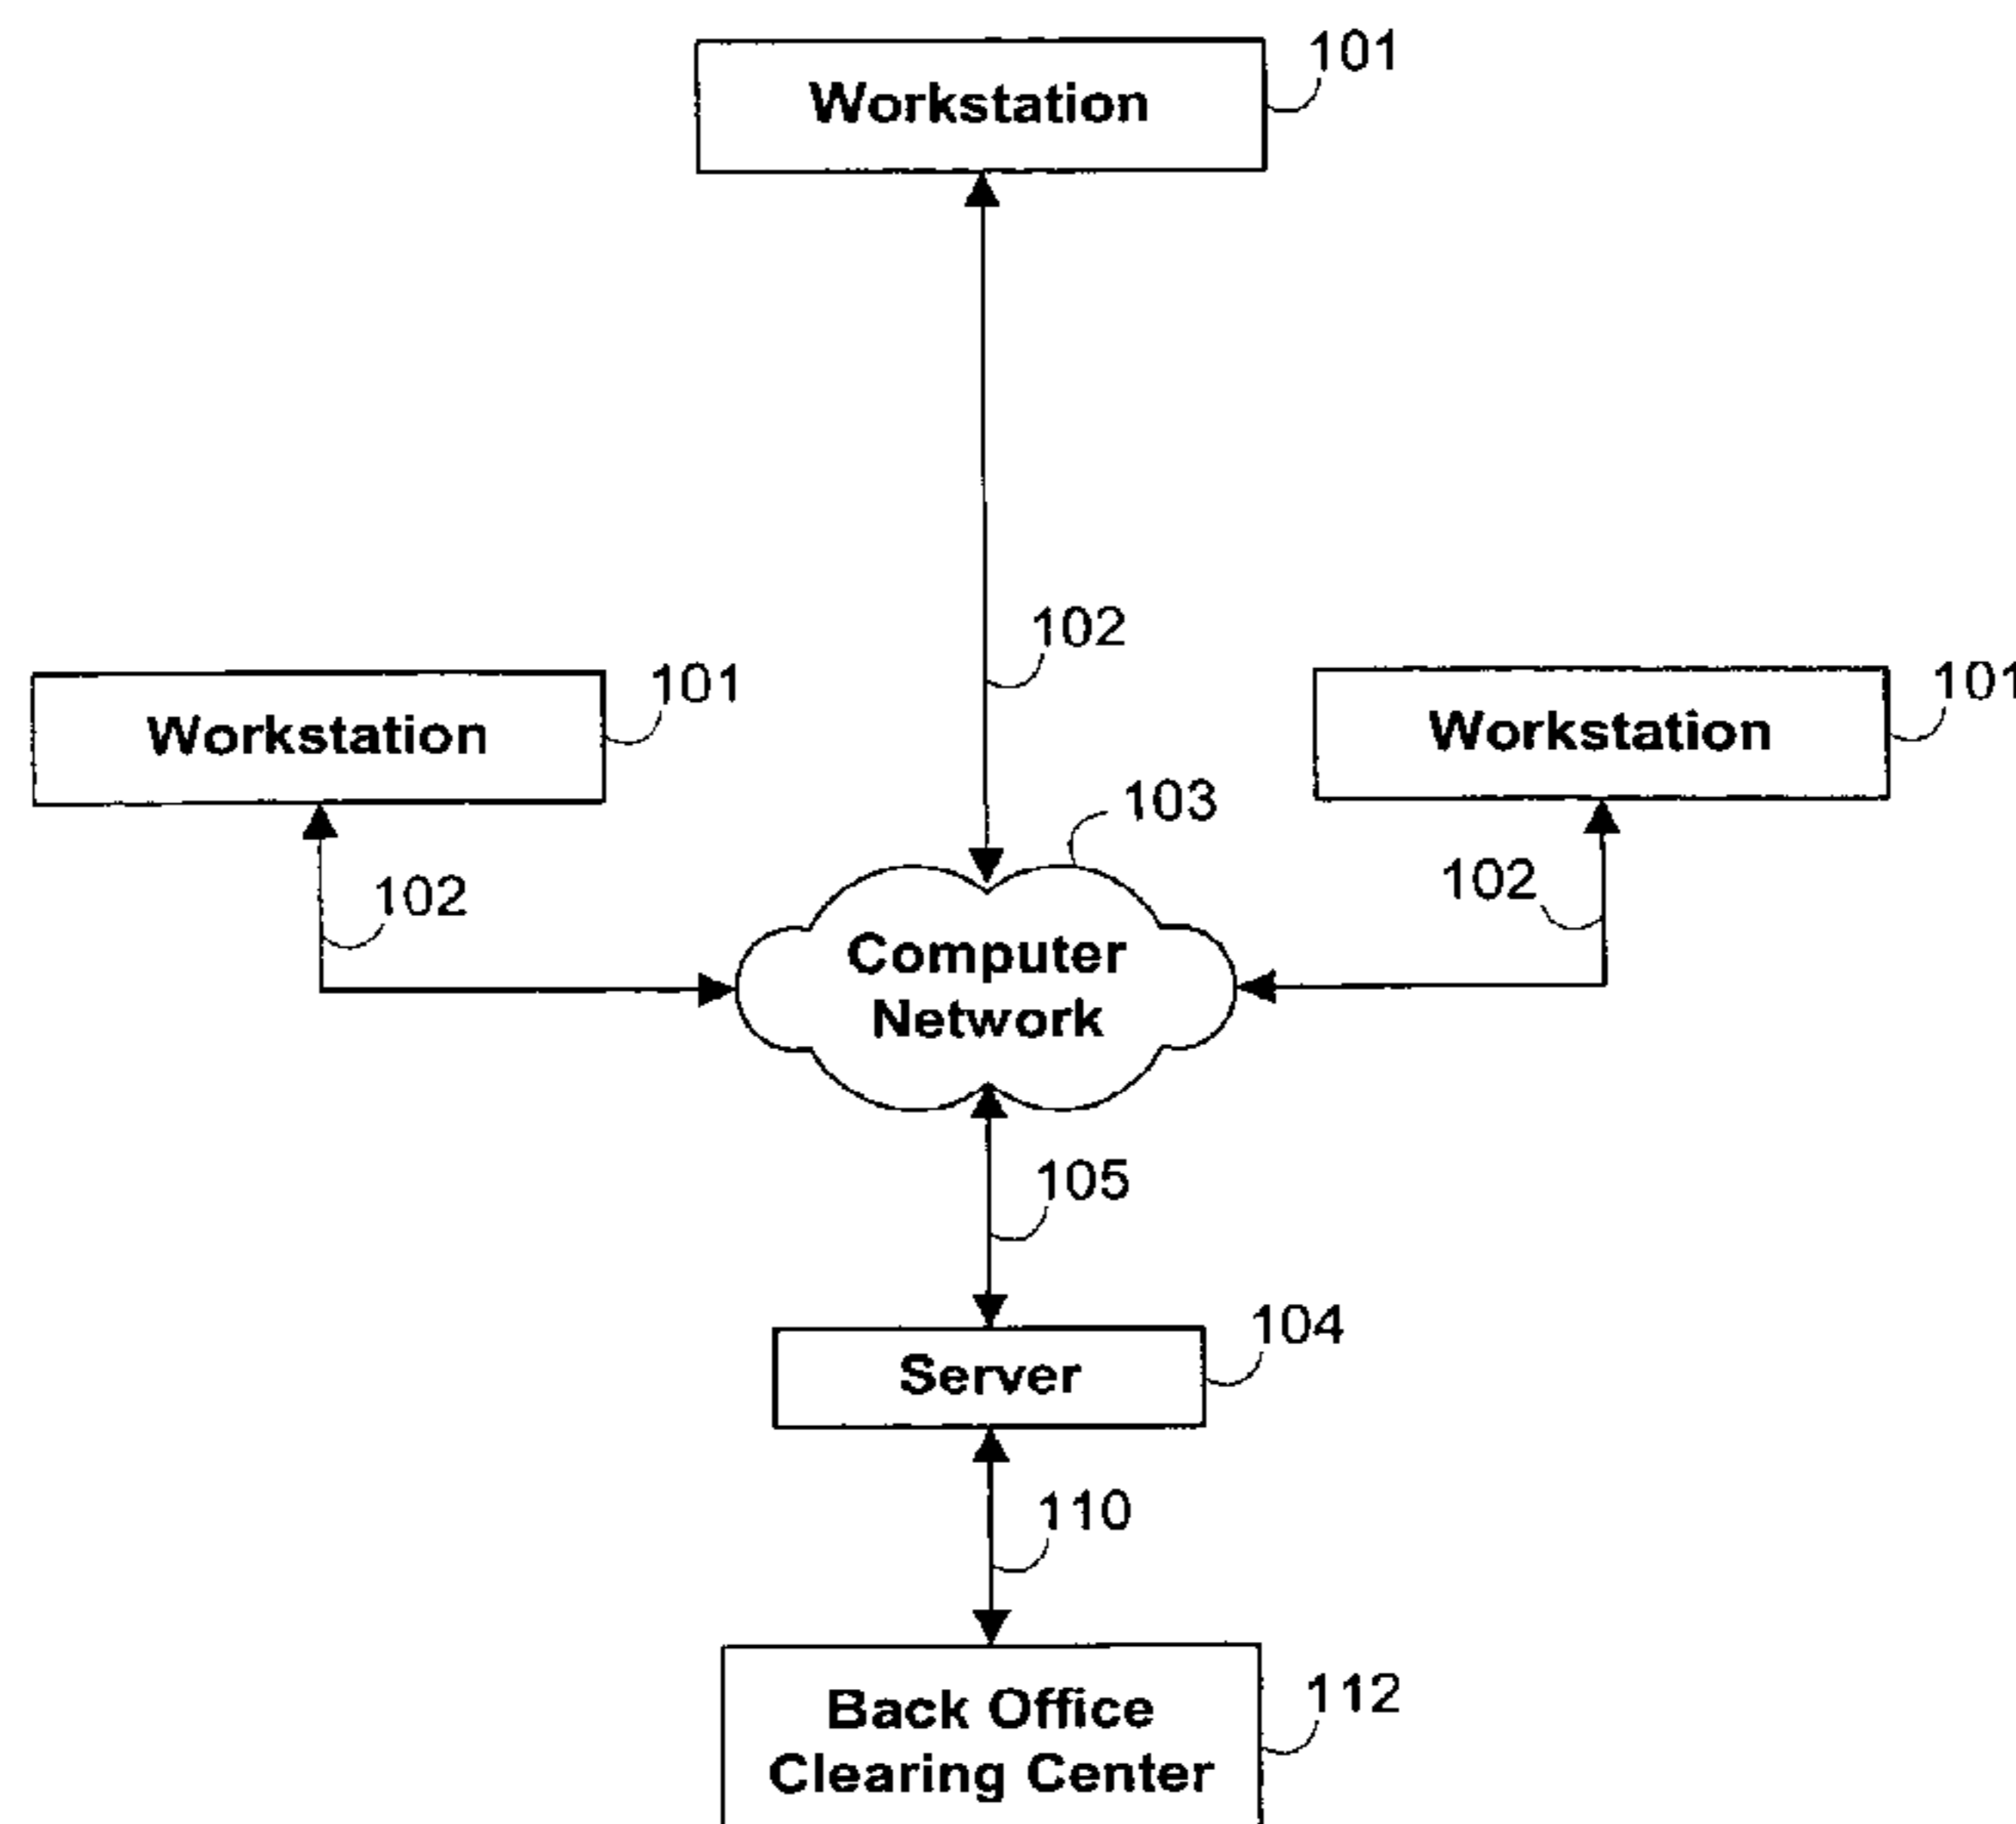 101
Workstation
102
101
Workstation
101
Workstation
103
102
102
Computer
Network
105
104
Server
110
112
Back Office
Clearing Center